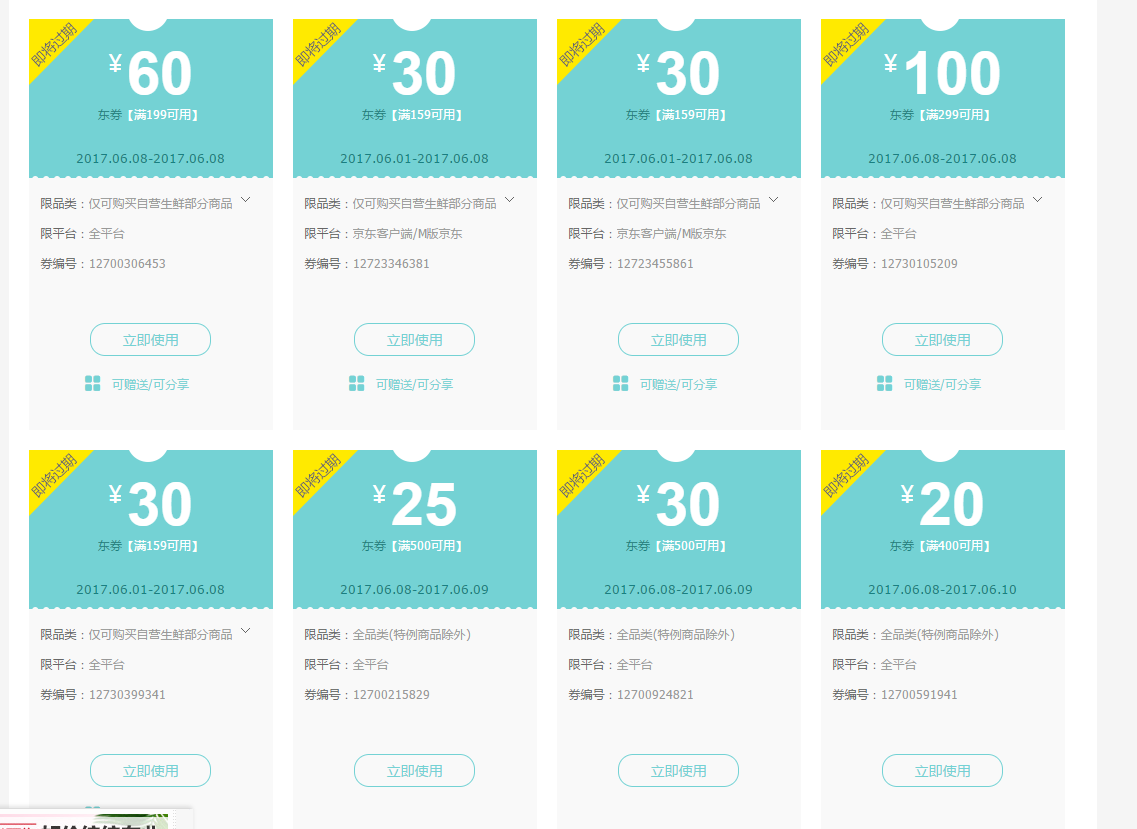 即将过期
¥60
东券【满199可用】
2017.06.08-2017.06.08
限品类：仅可购买自营生鲜部分商品
限平台：全平台
券编号：12700306453
立即使用
可赠送/可分享
即将过期
¥30
东券【满159可用】
2017.06.01-2017.06.08
限品类：仅可购买自营生鲜部分商品
限平台：京东客户端/M版京东
券编号：12723346381
立即使用
可赠送/可分享
即将过期
¥30
东券【满159可用】
2017.06.01-2017.06.08
限品类：仅可购买自营生鲜部分商品
限平台：京东客户端/M版京东
券编号：12723455861
立即使用
可赠送/可分享
即将过期
¥100
东券【满299可用】
2017.06.08-2017.06.08
限品类：仅可购买自营生鲜部分商品
限平台：全平台
券编号：12730105209
立即使用
可赠送/可分享
即将过期
¥30
东券【满159可用】
2017.06.01-2017.06.08
限品类：仅可购买自营生鲜部分商品
限平台：全平台
券编号：12730399341
立即使用
即将过期
¥25
东券【满500可用】
2017.06.08-2017.06.09
限品类：全品类(特例商品除外)
限平台：全平台
券编号：12700215829
立即使用
即将过期
¥30
东券【满500可用】
2017.06.08-2017.06.09
限品类：全品类(特例商品除外)
限平台：全平台
券编号：12700924821
立即使用
即将过期
¥20
东券【满400可用】
2017.06.08-2017.06.10
限品类：全品类(特例商品除外)
限平台：全平台
券编号：12700591941
立即使用